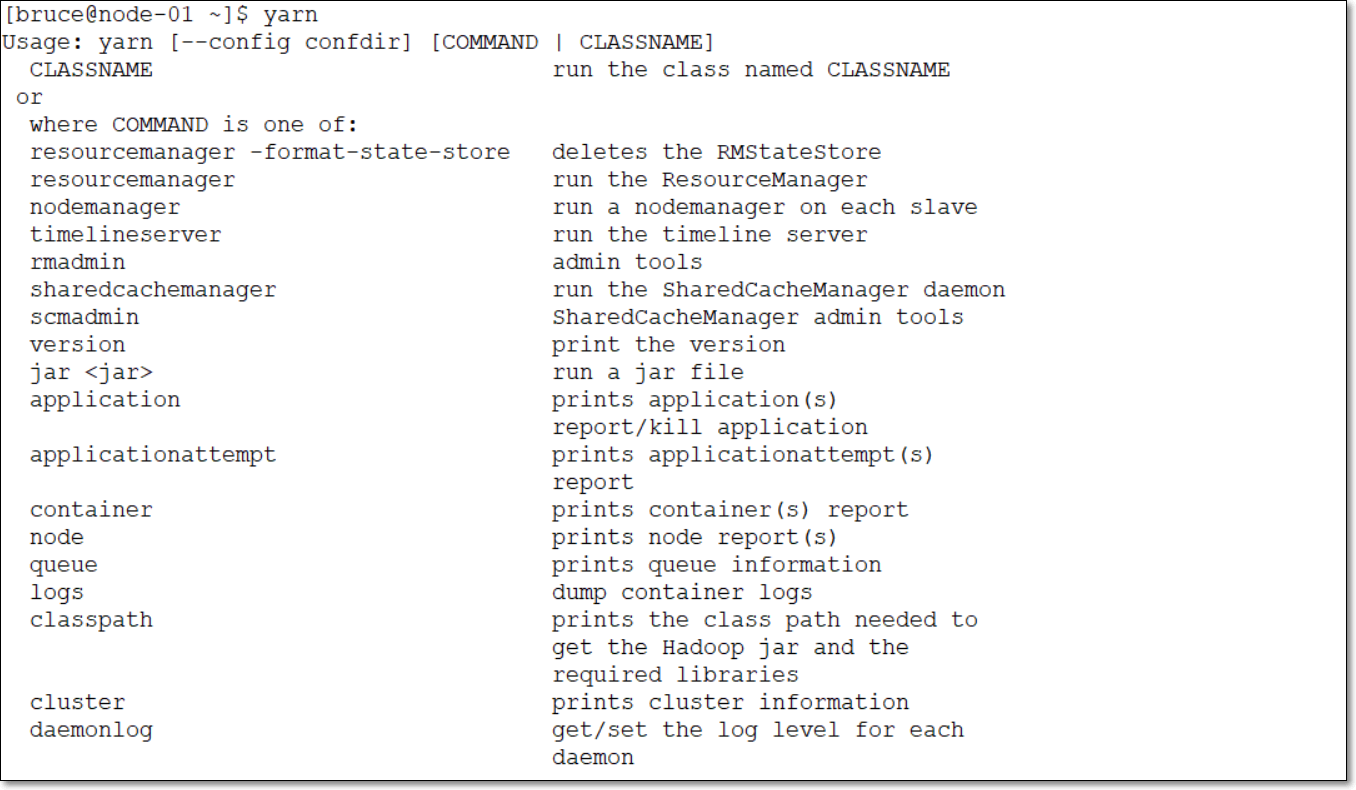 [bruce@node-01 ~]$ yarn
Usage: yarn [--config confdir] [COMMAND | CLASSNAME]
  CLASSNAME                             run the class named CLASSNAME
 or
  where COMMAND is one of:
  resourcemanager -format-state-store   deletes the RMStateStore
  resourcemanager                       run the ResourceManager
  nodemanager                           run a nodemanager on each slave
  timelineserver                        run the timeline server
  rmadmin                               admin tools
  sharedcachemanager                    run the SharedCacheManager daemon
  scmadmin                              SharedCacheManager admin tools
  version                               print the version
  jar <jar>                             run a jar file
  application                           prints application(s)
                                        report/kill application
  applicationattempt                    prints applicationattempt(s)
                                        report
  container                             prints container(s) report
  node                                  prints node report(s)
  queue                                 prints queue information
  logs                                  dump container logs
  classpath                             prints the class path needed to
                                        get the Hadoop jar and the
                                        required libraries
  cluster                               prints cluster information
  daemonlog                             get/set the log level for each
                                        daemon